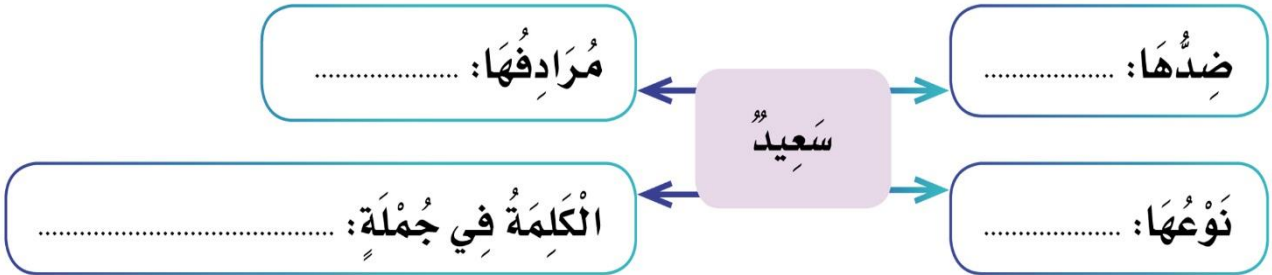 ضِدُّهَا: ...................
مُرَادِفُهَا: .....................
سَعِيدٌ
نَوْعُهَا: ....................
الْكَلِمَةُ فِي جُمْلَةٍ: ...........................................